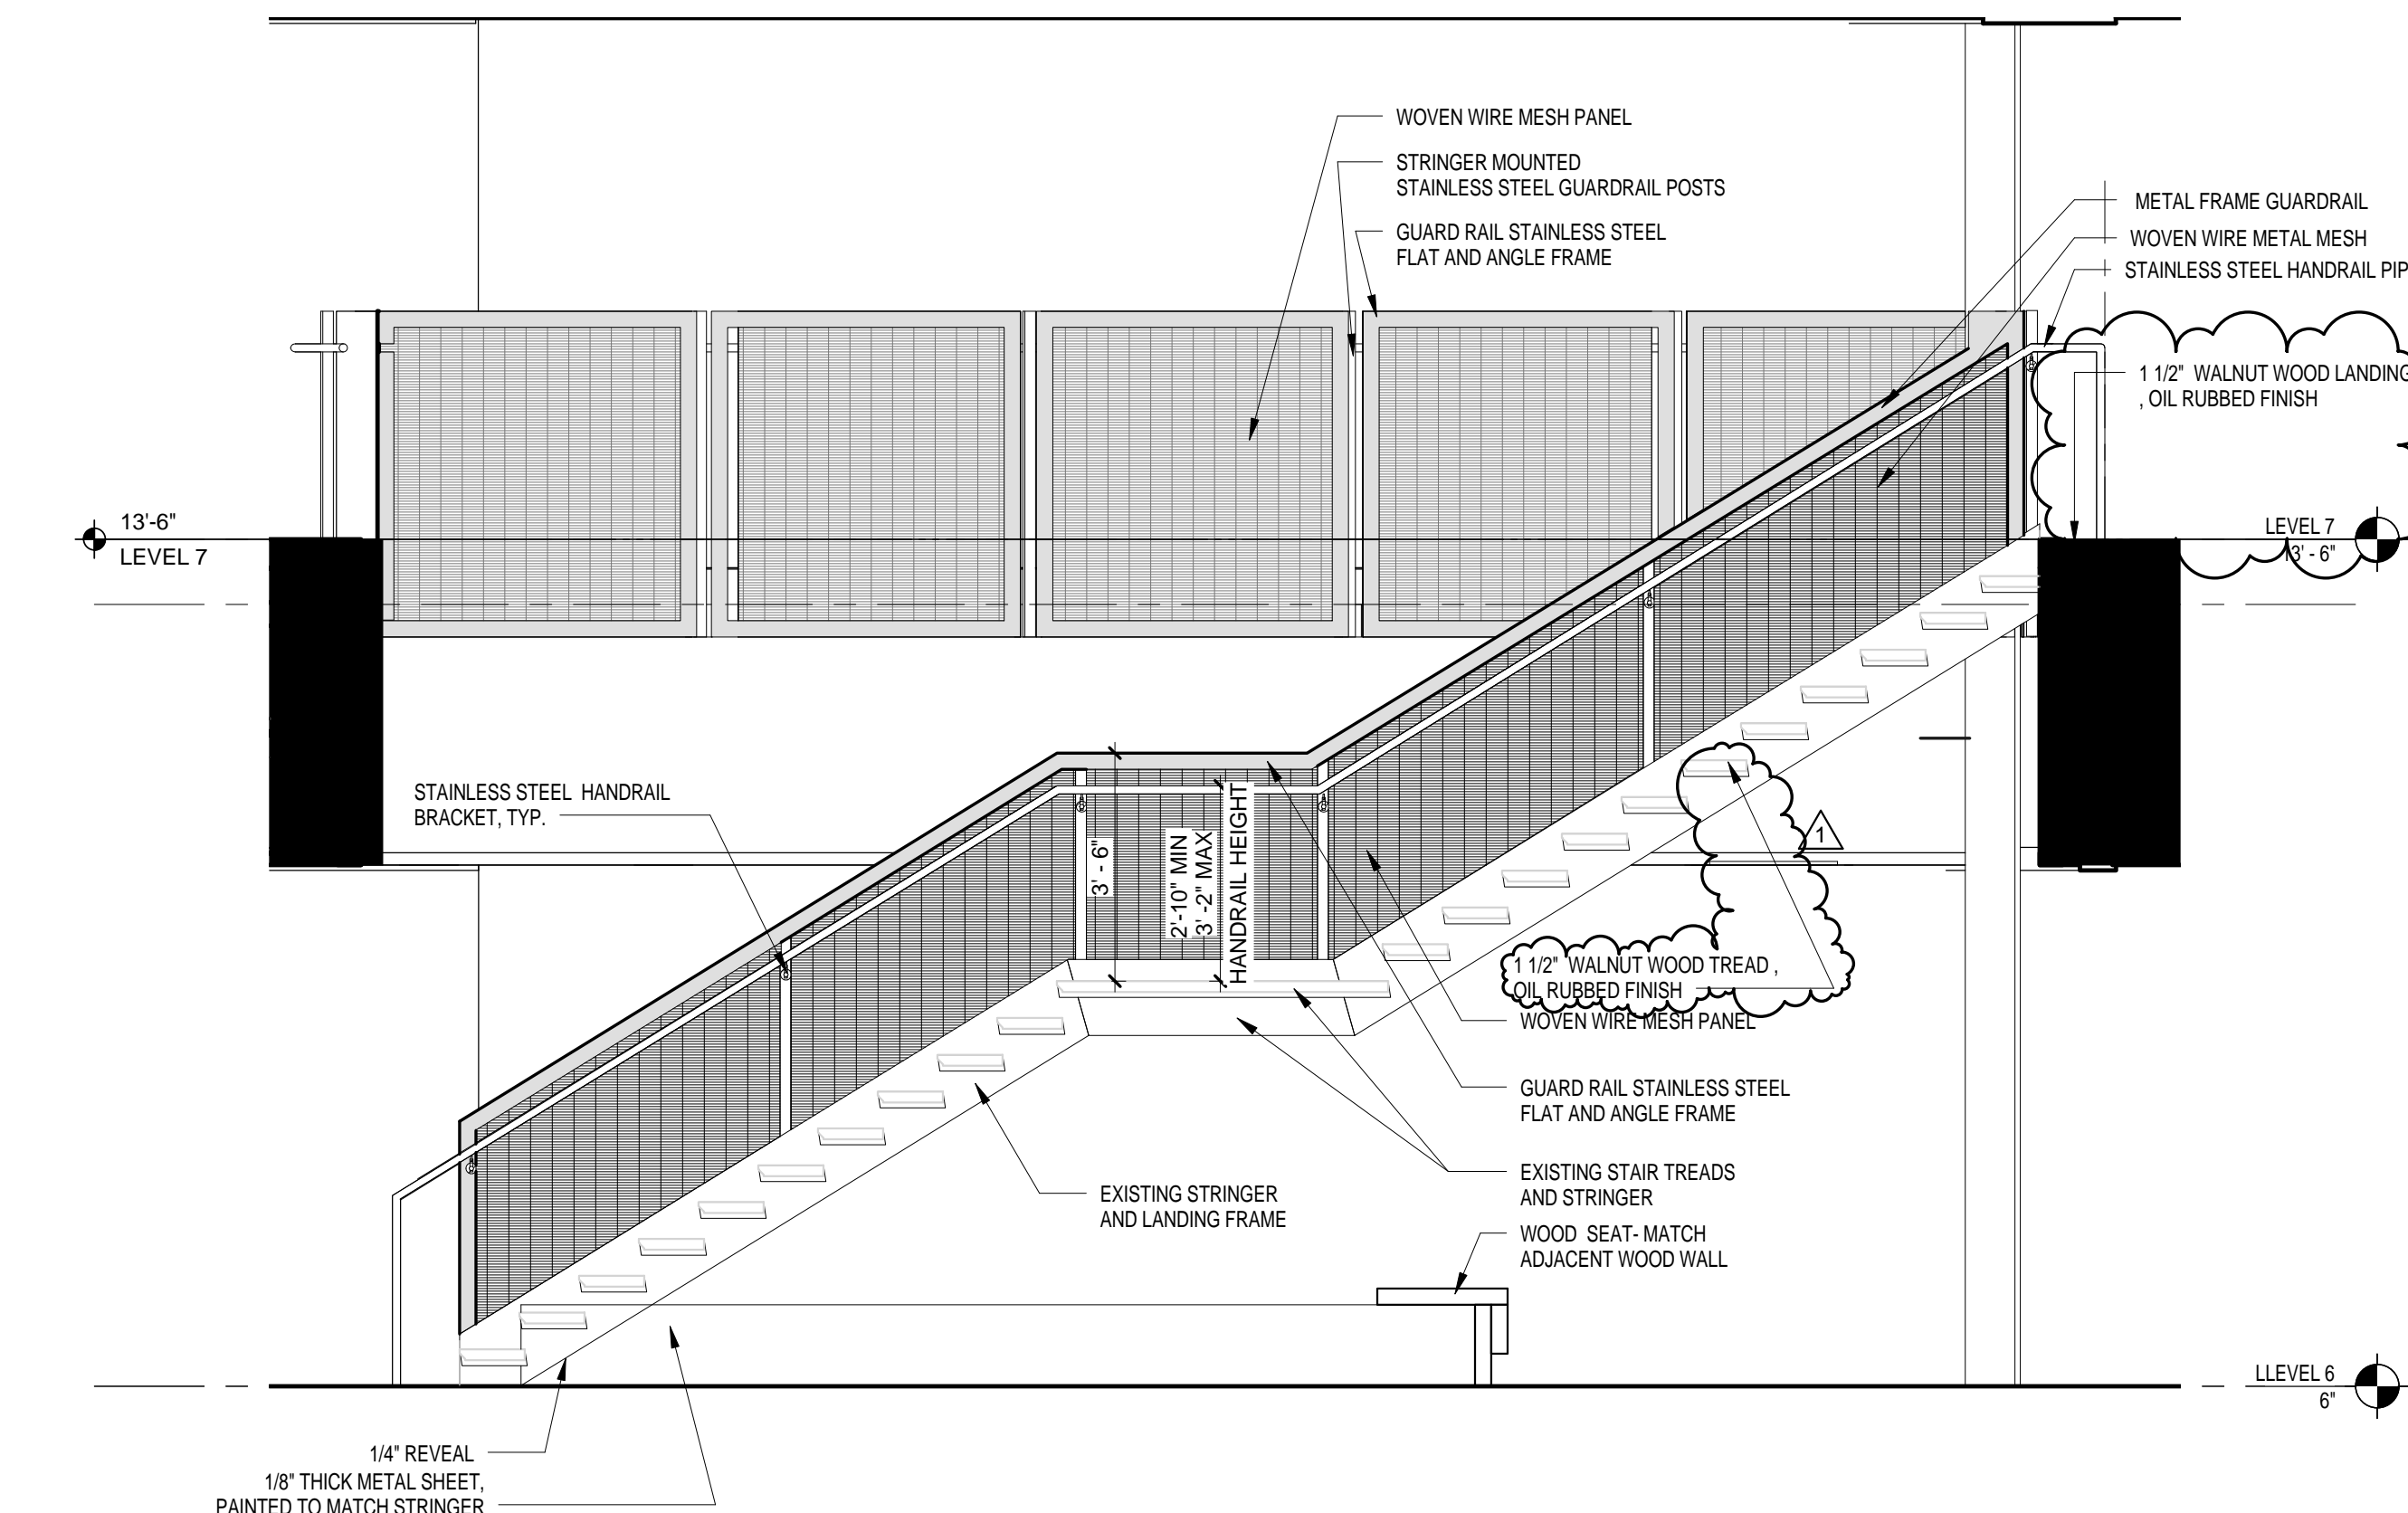 WOVEN WIRE MESH PANEL
STRINGER MOUNTED
STAINLESS STEEL GUARDRAIL POSTS
GUARD RAIL STAINLESS STEEL
FLAT AND ANGLE FRAME
METAL FRAME GUARDRAIL
WOVEN WIRE METAL MESH
STAINLESS STEEL HANDRAIL PIP
1 1/2" WALNUT WOOD LANDING
, OIL RUBBED FINISH
13'-6"
LEVEL 7
LEVEL 7
13' - 6"
STAINLESS STEEL HANDRAIL
BRACKET, TYP.
3' - 6"
2'-10" MIN
3' -2" MAX
HANDRAIL HEIGHT
1
1 1/2" WALNUT WOOD TREAD ,
OIL RUBBED FINISH
WOVEN WIRE MESH PANEL
GUARD RAIL STAINLESS STEEL
FLAT AND ANGLE FRAME
EXISTING STAIR TREADS
AND STRINGER
EXISTING STRINGER
AND LANDING FRAME
WOOD SEAT- MATCH
ADJACENT WOOD WALL
LLEVEL 6
6"
1/4" REVEAL
1/8" THICK METAL SHEET,
PAINTED TO MATCH STRINGER